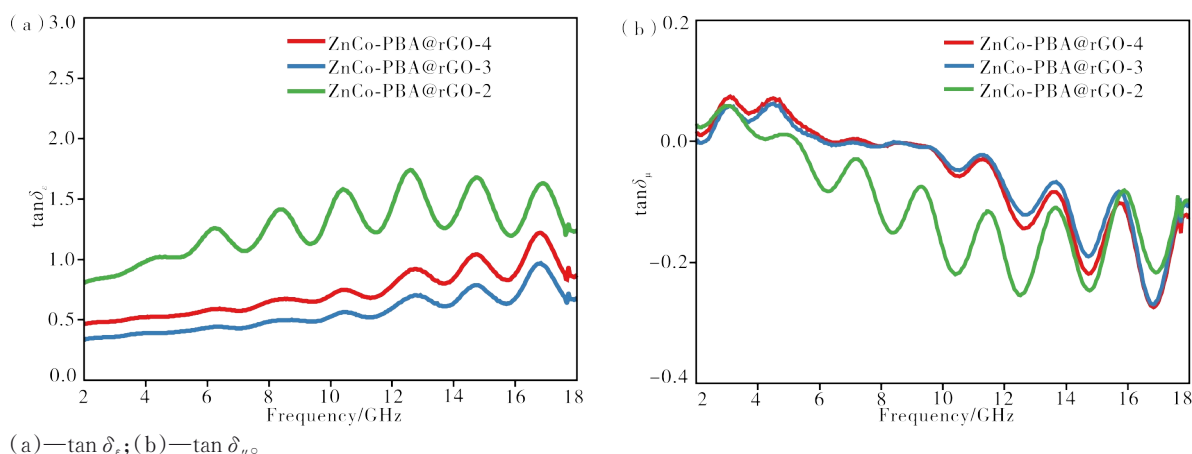 (a)
3.0
2.5
2.0
1.5
1.0
0.5
0.0
tanδε
ZnCo-PBA@rGO-4
ZnCo-PBA@rGO-3
ZnCo-PBA@rGO-2
2 4 6 8 10 12 14 16 18
Frequency/GHz
(b)
0.2
0.0
−0.2
−0.4
tanδμ
ZnCo-PBA@rGO-4
ZnCo-PBA@rGO-3
ZnCo-PBA@rGO-2
2 4 6 8 10 12 14 16 18
Frequency/GHz
(a)—tan δε;(b)—tan δμ。